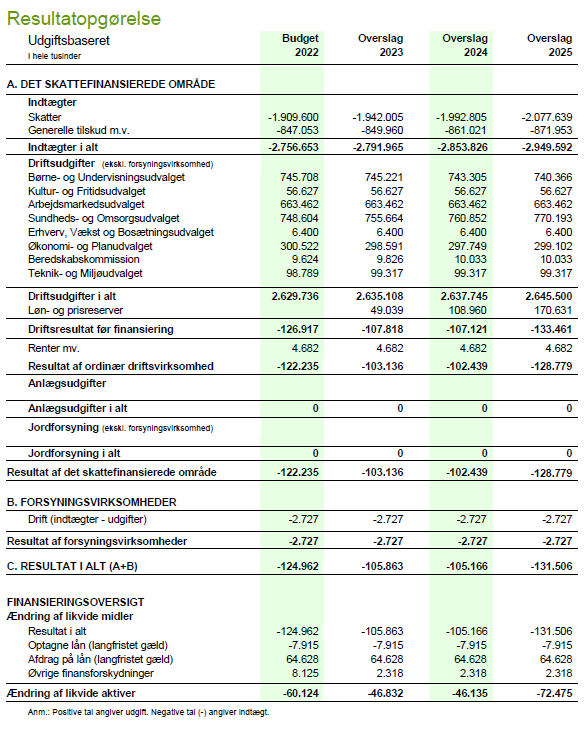 Resultatopgørelse
Udgiftsbaseret Budget Overslag Overslag Overslag
I hele tusinder 2022 2023 2024 2025
A. DET SKATTEFINANSIEREDE OMRÅDE
Indtægter
Skatter -1.909.600 -1.942.005 -1.992.805 -2.077.639
Generelle tilskud m.v. -847.053 -849.960 -861.021 -871.953
Indtægter i alt -2.756.653 -2.791.965 -2.853.826 -2.949.592
Driftsudgifter (ekskl. forsyningsvirksomhed)
Børne- og Undervisningsudvalget 745.708 745.221 743.305 740.366
Kultur- og Fritidsudvalget 56.627 56.627 56.627 56.627
Arbejdsmarkedsudvalget 663.462 663.462 663.462 663.462
Sundheds- og Omsorgsudvalget 748.604 755.664 760.852 770.193
Erhverv, Vækst og Bosætningsudvalget 6.400 6.400 6.400 6.400
Økonomi- og Planudvalget 300.522 298.591 297.749 299.102
Beredskabskommission 9.624 9.826 10.033 10.033
Teknik- og Miljøudvalget 98.789 99.317 99.317 99.317
Driftsudgifter i alt 2.629.736 2.635.108 2.637.745 2.645.500
Løn- og prisreserver 49.039 108.960 170.631
Driftsresultat før finansiering -126.917 -107.818 -107.121 -133.461
Renter mv. 4.682 4.682 4.682 4.682
Resultat af ordinær driftsvirksomhed -122.235 -103.136 -102.439 -128.779
Anlægsudgifter
Anlægsudgifter i alt 0 0 0 0
Jordforsyning (ekskl. forsyningsvirksomhed)
Jordforsyning i alt 0 0 0 0
Resultat af det skattefinansierede område -122.235 -103.136 -102.439 -128.779
B. FORSYNINGSVIRKSOMHEDER
Drift (indtægter - udgifter) -2.727 -2.727 -2.727 -2.727
Resultat af forsyningsvirksomheder -2.727 -2.727 -2.727 -2.727
C. RESULTAT I ALT (A+B) -124.962 -105.863 -105.166 -131.506
FINANSIERINGSOVERSIGT
Ændring af likvide midler
Resultat i alt -124.962 -105.863 -105.166 -131.506
Optagne lån (langfristet gæld) -7.915 -7.915 -7.915 -7.915
Afdrag på lån (langfristet gæld) 64.628 64.628 64.628 64.628
Øvrige finansforskydninger 8.125 2.318 2.318 2.318
Ændring af likvide aktiver -60.124 -46.832 -46.135 -72.475
Anm.: Positive tal angiver udgift. Negative tal (-) angiver indtægt.